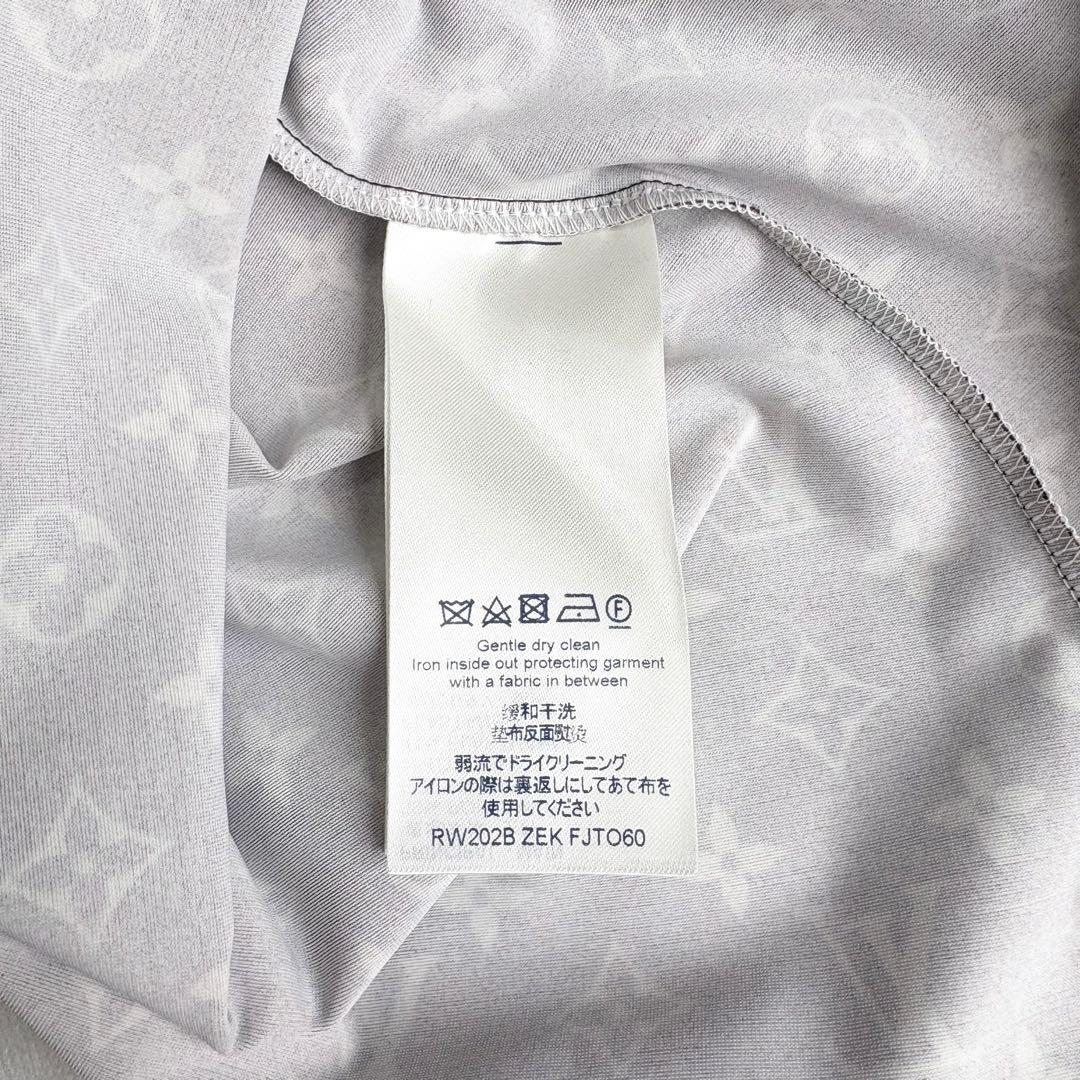 F
Gentle dry clean
Iron inside out protecting garment
with a fabric in between
缓和干洗
垫布反面熨烫
弱流でドライクリーニング
アイロンの際は裏返しにしてあて布を
使用してください
RW202B ZEK FJTO60